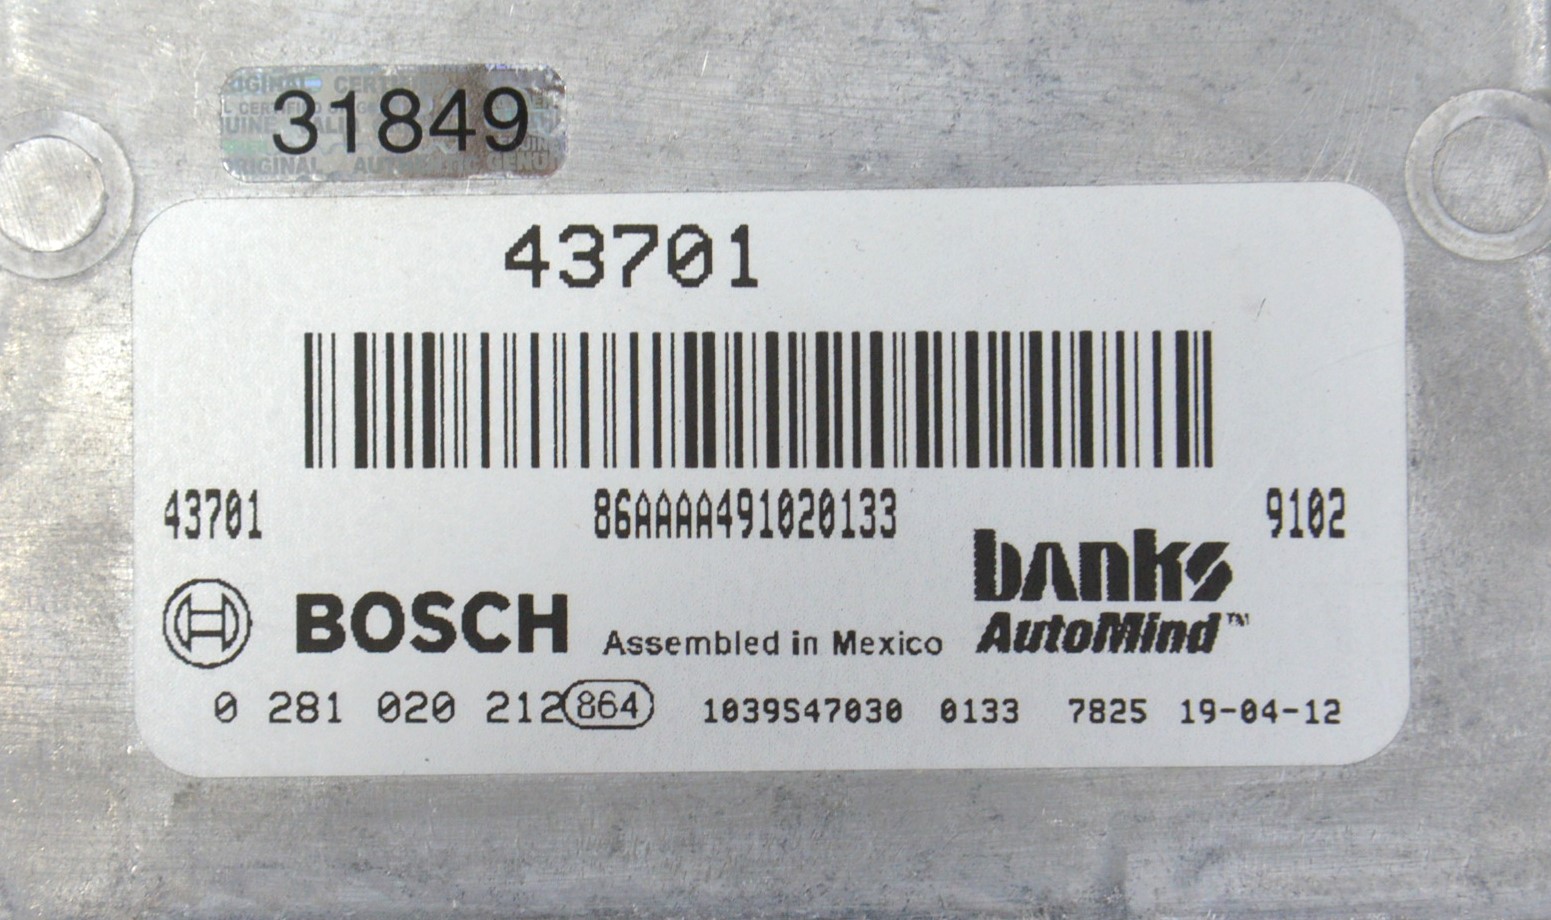 31849
43701
43701 86AAAA491020133 9102
BOSCH Assembled in Mexico banks
AutoMind™
0 281 020 212 864 1039S47030 0133 7825 19-04-12